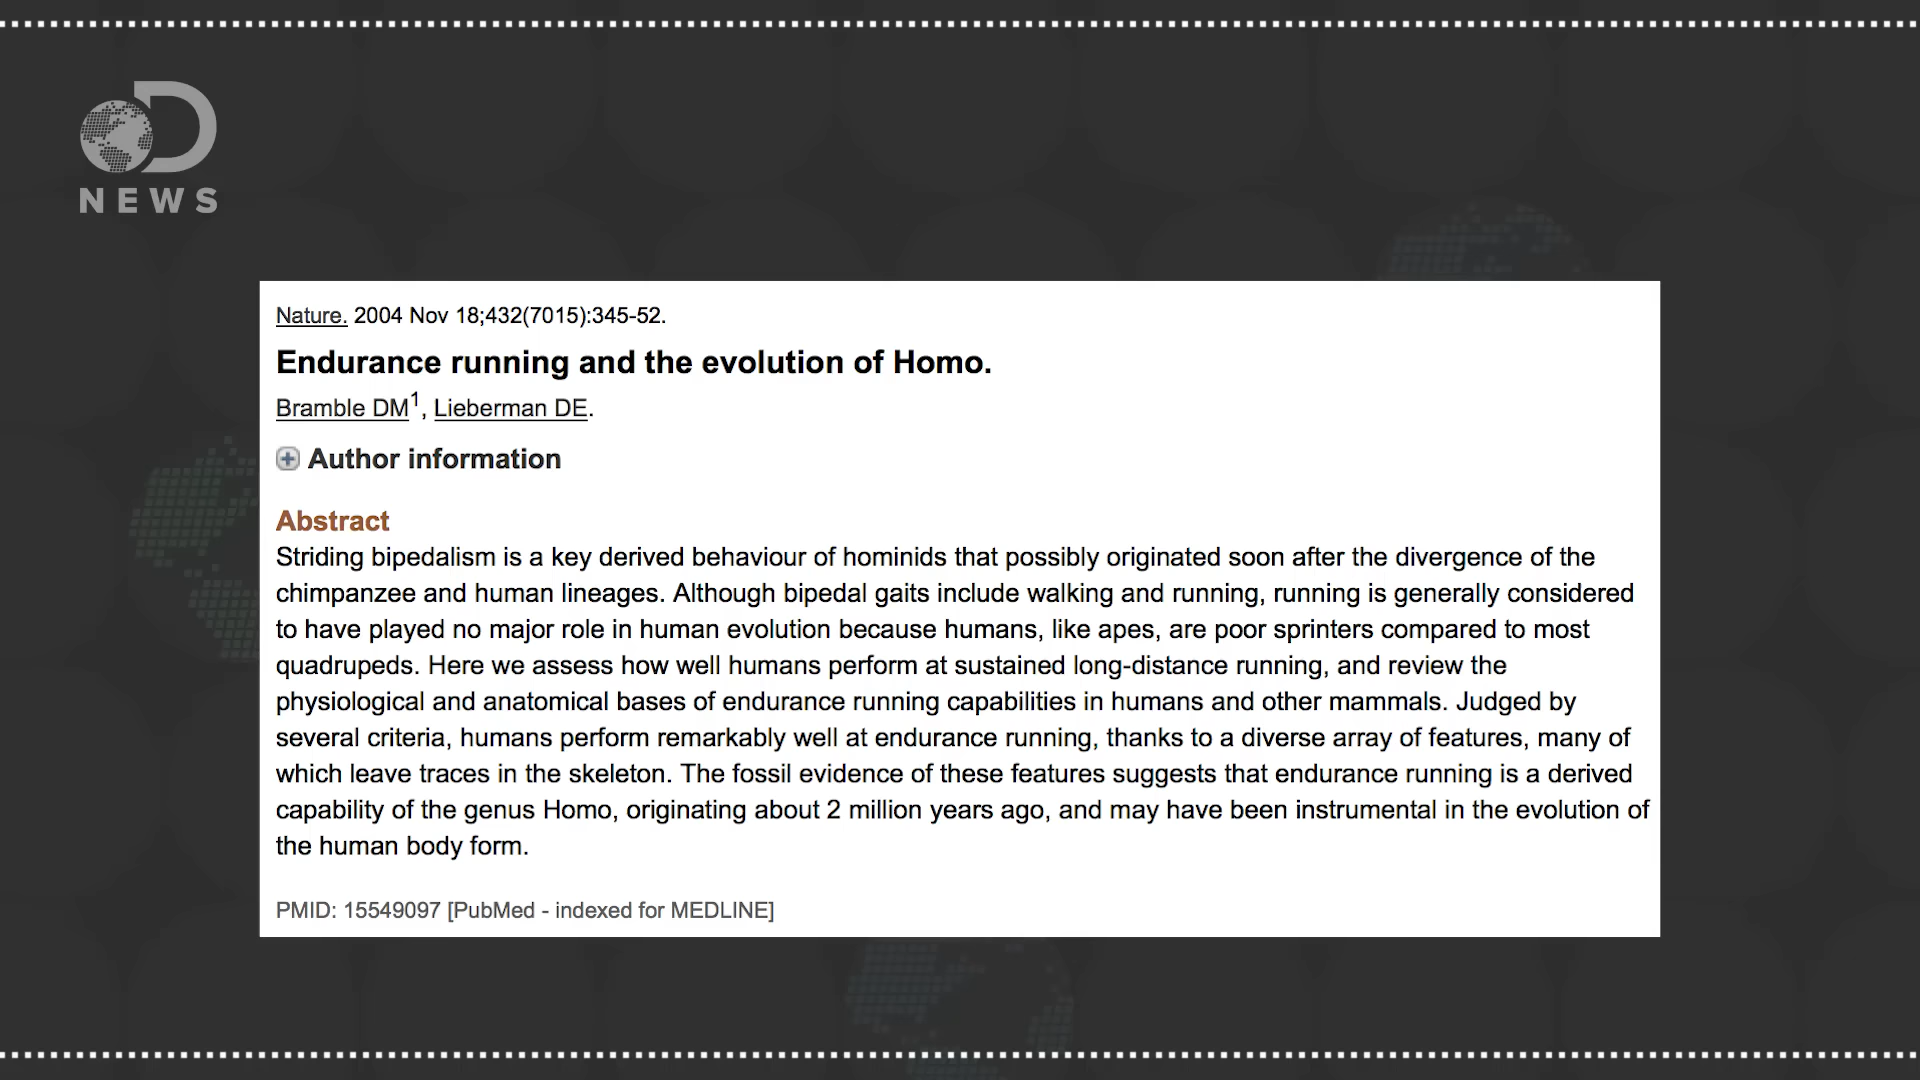 NEWS
Nature. 2004 Nov 18;432(7015):345-52.
Endurance running and the evolution of Homo.
Bramble DM1, Lieberman DE.
Author information
Abstract
Striding bipedalism is a key derived behaviour of hominids that possibly originated soon after the divergence of the
chimpanzee and human lineages. Although bipedal gaits include walking and running, running is generally considered
to have played no major role in human evolution because humans, like apes, are poor sprinters compared to most
quadrupeds. Here we assess how well humans perform at sustained long-distance running, and review the
physiological and anatomical bases of endurance running capabilities in humans and other mammals. Judged by
several criteria, humans perform remarkably well at endurance running, thanks to a diverse array of features, many of
which leave traces in the skeleton. The fossil evidence of these features suggests that endurance running is a derived
capability of the genus Homo, originating about 2 million years ago, and may have been instrumental in the evolution of
the human body form.
PMID: 15549097 [PubMed - indexed for MEDLINE]